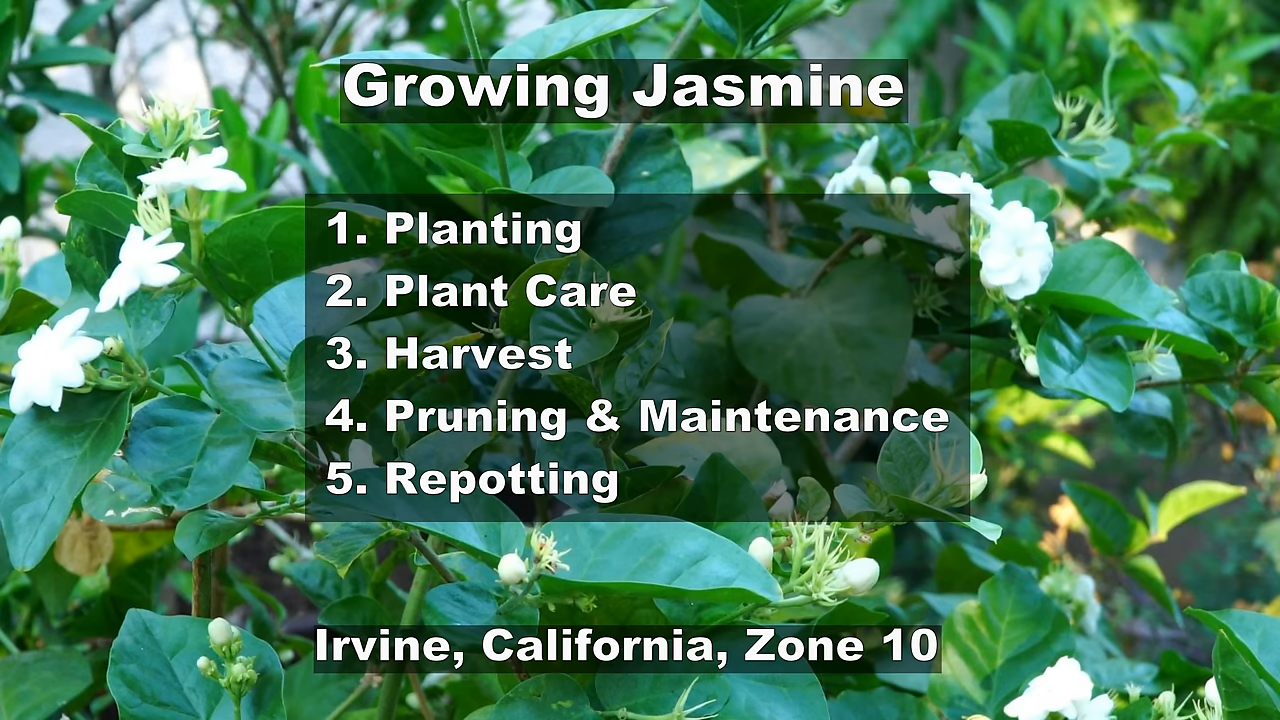 Growing Jasmine
1. Planting
2. Plant Care
3. Harvest
4. Pruning & Maintenance
5. Repotting
Irvine, California, Zone 10